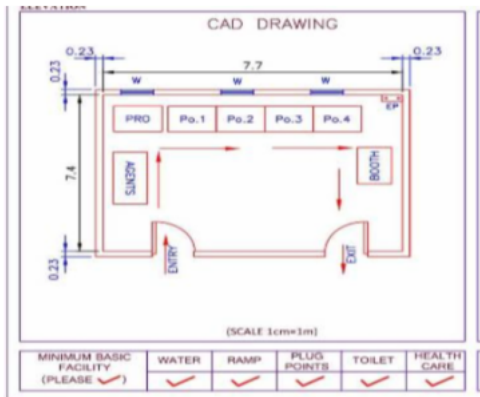 ELEVATION
CAD DRAWING
0.23
7.7
0.23
0.23
W
W
W
PRO
Po.1
Po.2
Po.3
Po.4
7.4
AGENTS
BOOTH
0.23
ENTRY
EXIT
(SCALE 1cm=1m)
MINIMUM BASIC FACILITY (PLEASE ✓)
WATER
RAMP
PLUG POINTS
TOILET
HEALTH CARE